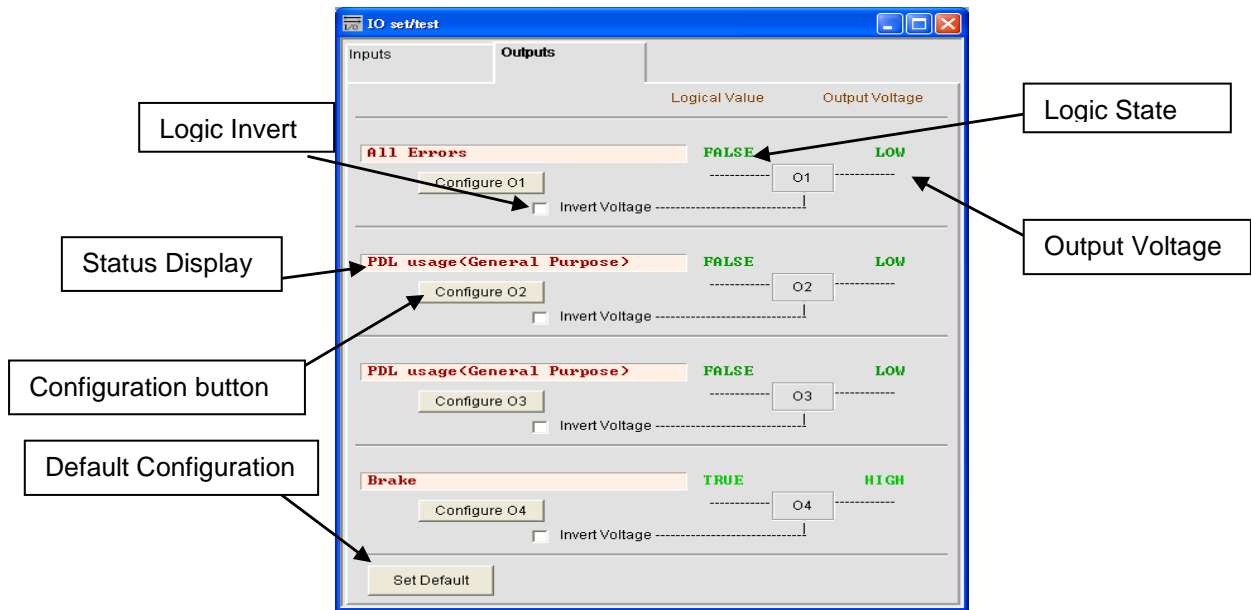 I/O IO set/test
Inputs Outputs
Logical Value Output Voltage
Logic Invert
Logic State
All Errors FALSE LOW
Configure O1 O1
Invert Voltage
Output Voltage
Status Display
PDL usage(General Purpose) FALSE LOW
Configure O2 O2
Invert Voltage
Configuration button
PDL usage(General Purpose) FALSE LOW
Configure O3 O3
Invert Voltage
Default Configuration
Brake TRUE HIGH
Configure O4 O4
Invert Voltage
Set Default